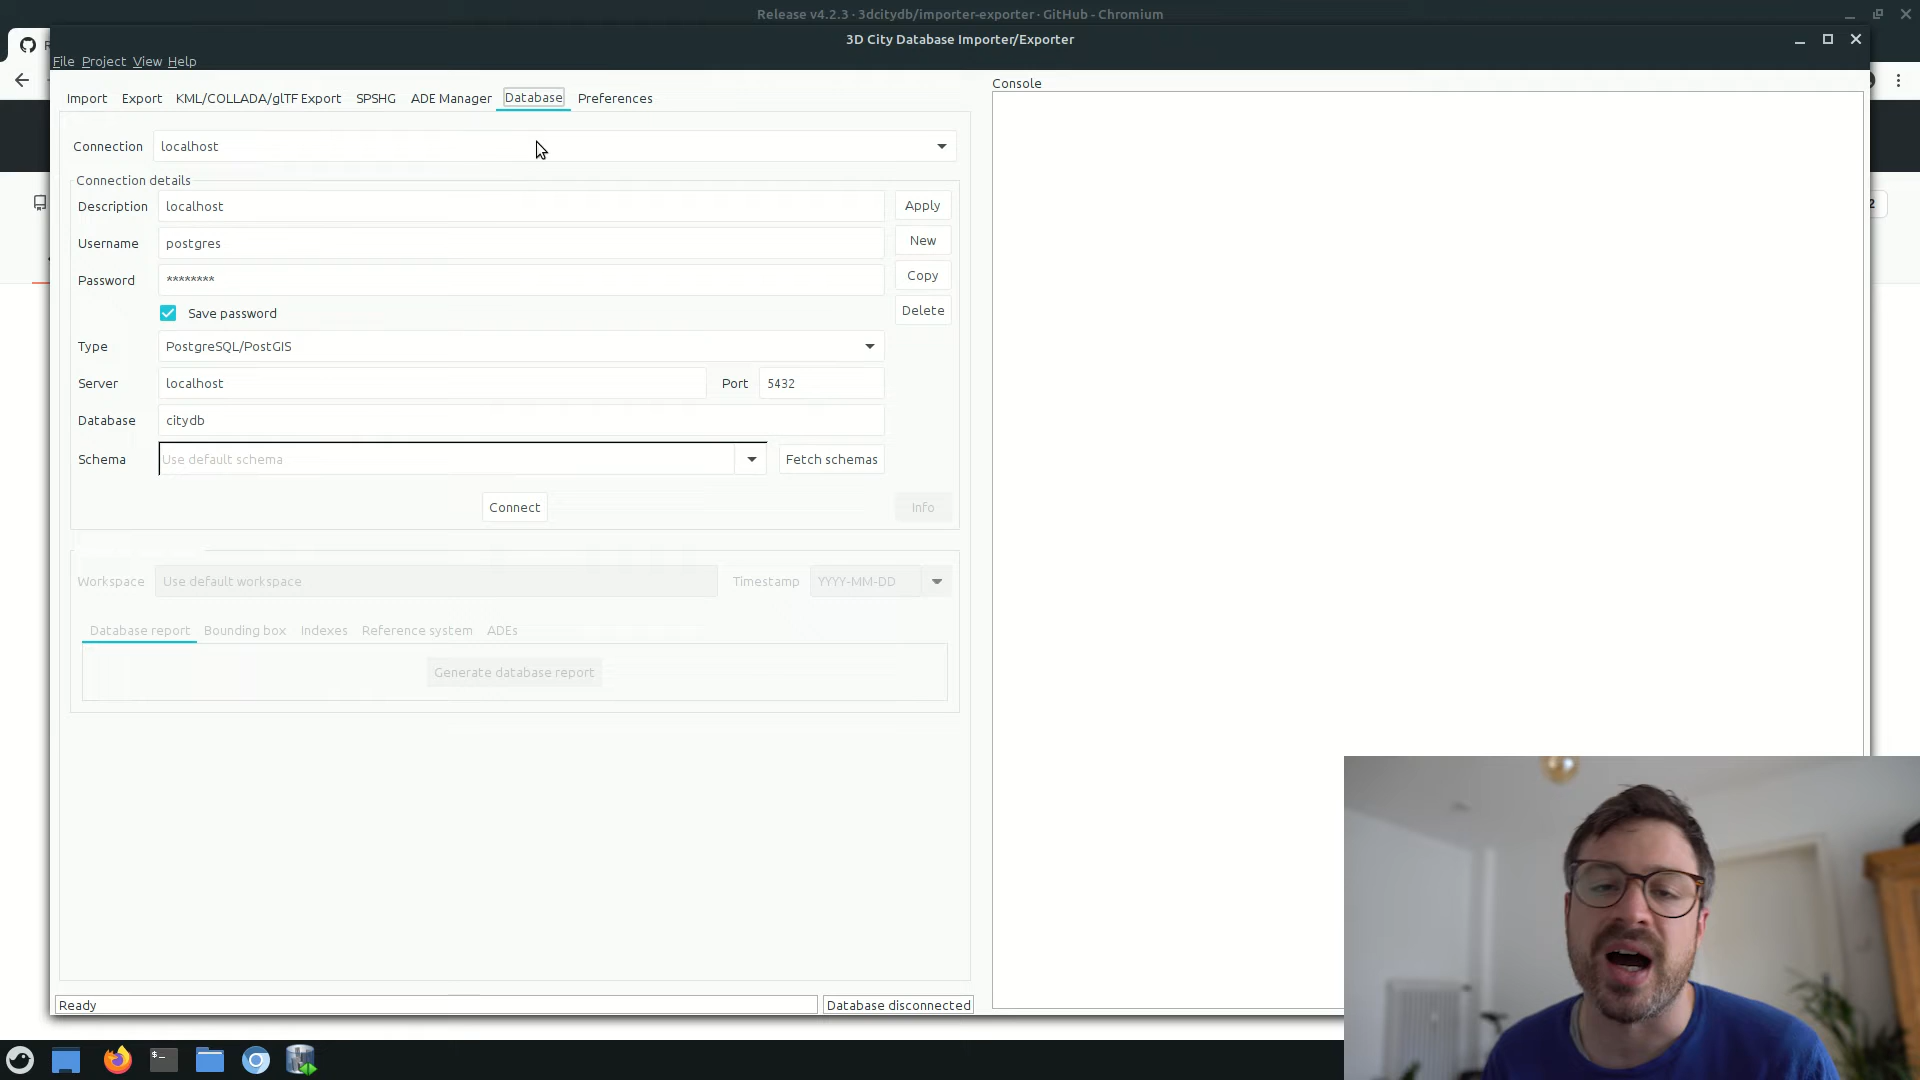 Release v4.2.3 · 3dcitydb/importer-exporter · GitHub - Chromium
3D City Database Importer/Exporter
File Project View Help
Import Export KML/COLLADA/glTF Export SPSHG ADE Manager Database Preferences
Console
Connection localhost
Connection details
Description localhost Apply
Username postgres New
Password ******** Copy
Save password Delete
Type PostgreSQL/PostGIS
Server localhost Port 5432
Database citydb
Schema Use default schema Fetch schemas
Connect Info
Workspace Use default workspace Timestamp YYYY-MM-DD
Database report Bounding box Indexes Reference system ADEs
Generate database report
Ready Database disconnected